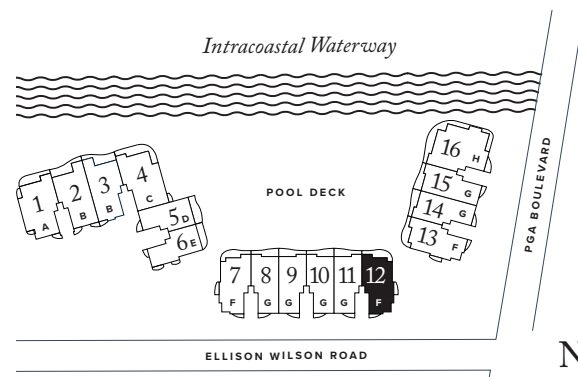 Intracoastal Waterway
PGA BOULEVARD
16 H
15 G
14 G
13 F
POOL DECK
1 A
2 B
3 B
4 C
5 D
6 E
7 F
8 G
9 G
10 G
11 G
12 F
ELLISON WILSON ROAD
N